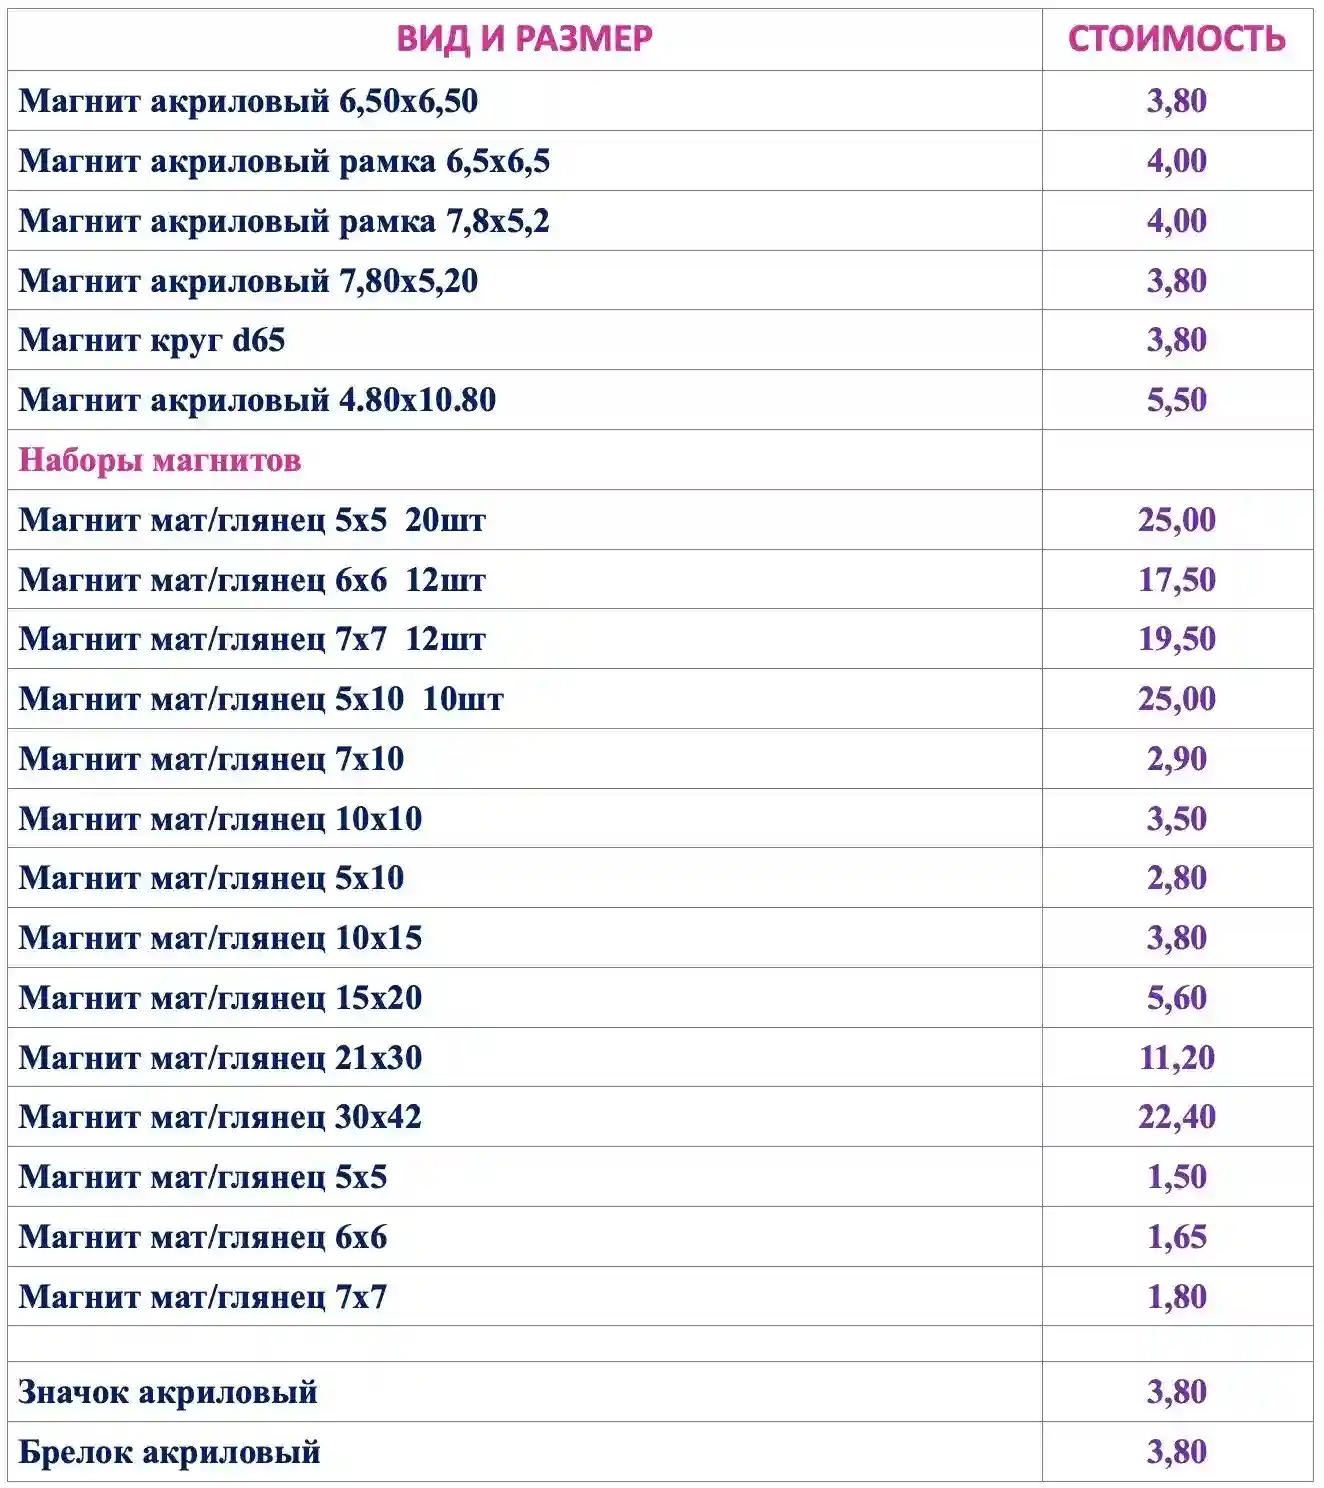 ВИД И РАЗМЕР СТОИМОСТЬ
Магнит акриловый 6,50х6,50 3,80
Магнит акриловый рамка 6,5х6,5 4,00
Магнит акриловый рамка 7,8х5,2 4,00
Магнит акриловый 7,80х5,20 3,80
Магнит круг d65 3,80
Магнит акриловый 4.80х10.80 5,50
Наборы магнитов
Магнит мат/глянец 5х5 20шт 25,00
Магнит мат/глянец 6х6 12шт 17,50
Магнит мат/глянец 7х7 12шт 19,50
Магнит мат/глянец 5х10 10шт 25,00
Магнит мат/глянец 7х10 2,90
Магнит мат/глянец 10х10 3,50
Магнит мат/глянец 5х10 2,80
Магнит мат/глянец 10х15 3,80
Магнит мат/глянец 15х20 5,60
Магнит мат/глянец 21х30 11,20
Магнит мат/глянец 30х42 22,40
Магнит мат/глянец 5х5 1,50
Магнит мат/глянец 6х6 1,65
Магнит мат/глянец 7х7 1,80
Значок акриловый 3,80
Брелок акриловый 3,80